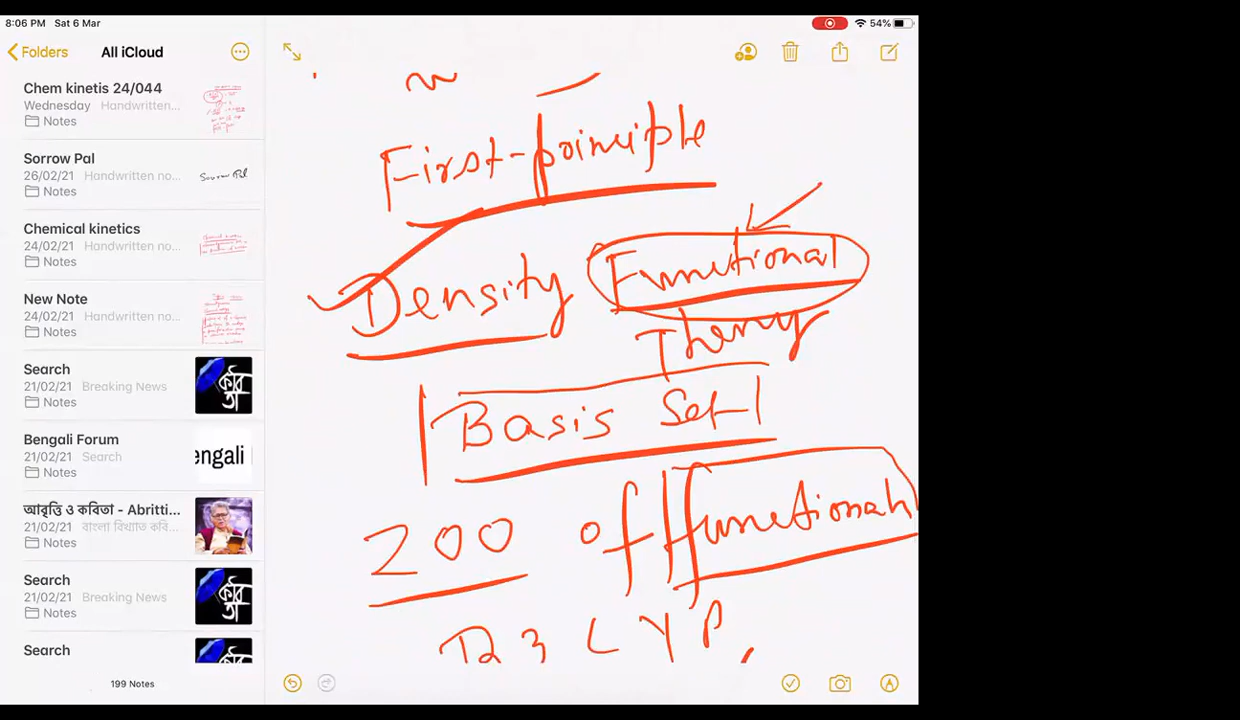 8:06 PM Sat 6 Mar
54%
Folders
All iCloud
Chem kinetis 24/044
Wednesday Handwritten...
Notes
Sorrow Pal
26/02/21 Handwritten no...
Notes
Chemical kinetics
24/02/21 Handwritten no...
Notes
New Note
24/02/21 Handwritten no...
Notes
Search
21/02/21 Breaking News
Notes
Bengali Forum
21/02/21 Search
Notes
engali
আবৃত্তি ও কবিতা - Abritti...
21/02/21 বাংলা বিখ্যাত কবি...
Notes
Search
21/02/21 Breaking News
Notes
Search
199 Notes
First-principle
Density Functional
Theory
Basis Set
200 of functionals
B3LYP,